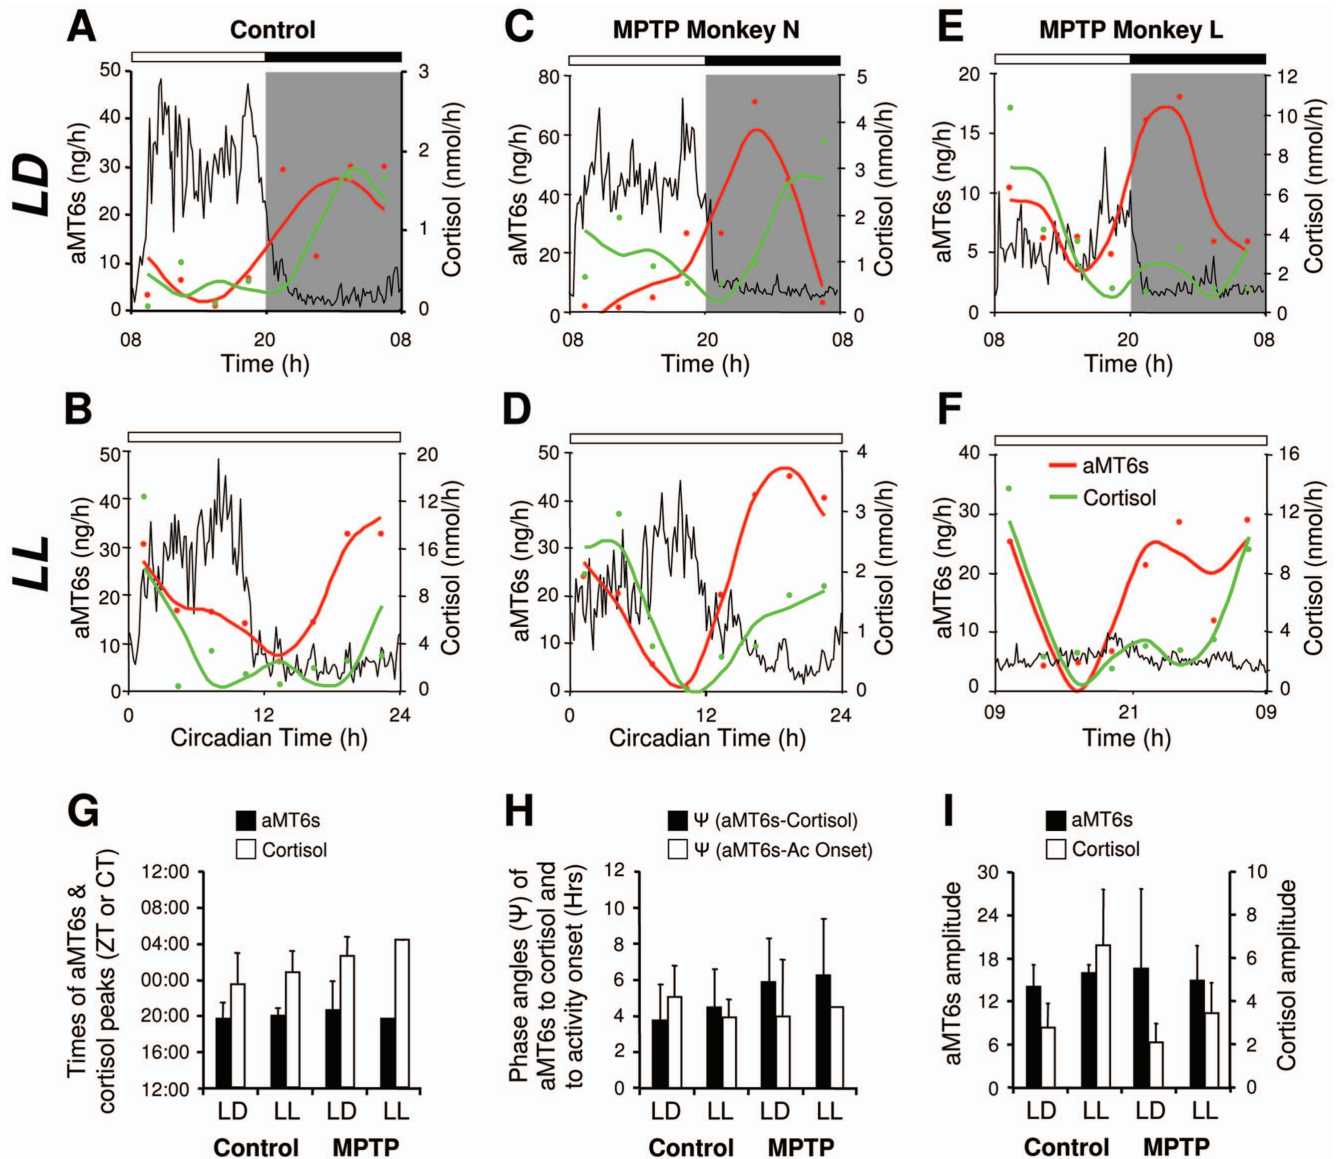 A Control
C MPTP Monkey N
E MPTP Monkey L
LD
aMT6s (ng/h)
50
40
30
20
10
0
3
2
1
0
Cortisol (nmol/h)
08 20 08
Time (h)
aMT6s (ng/h)
80
60
40
20
0
5
4
3
2
1
0
Cortisol (nmol/h)
08 20 08
Time (h)
aMT6s (ng/h)
20
15
10
5
0
12
10
8
6
4
2
0
Cortisol (nmol/h)
08 20 08
Time (h)
LL
B
aMT6s (ng/h)
50
40
30
20
10
0
20
12
16
8
4
0
Cortisol (nmol/h)
0 12 24
Circadian Time (h)
D
aMT6s (ng/h)
50
40
30
20
10
0
4
3
2
1
0
Cortisol (nmol/h)
0 12 24
Circadian Time (h)
F
aMT6s
Cortisol
aMT6s (ng/h)
40
30
20
10
0
16
12
8
4
0
Cortisol (nmol/h)
09 21 09
Time (h)
G
aMT6s
Cortisol
Times of aMT6s &
cortisol peaks (ZT or CT)
12:00
08:00
04:00
00:00
20:00
16:00
12:00
LD LL LD LL
Control MPTP
H
Ψ (aMT6s-Cortisol)
Ψ (aMT6s-Ac Onset)
Phase angles (Ψ) of
aMT6s to cortisol and
to activity onset (Hrs)
12
10
8
6
4
2
0
LD LL LD LL
Control MPTP
I
aMT6s
Cortisol
aMT6s amplitude
30
24
18
12
6
0
10
8
6
4
2
0
Cortisol amplitude
LD LL LD LL
Control MPTP